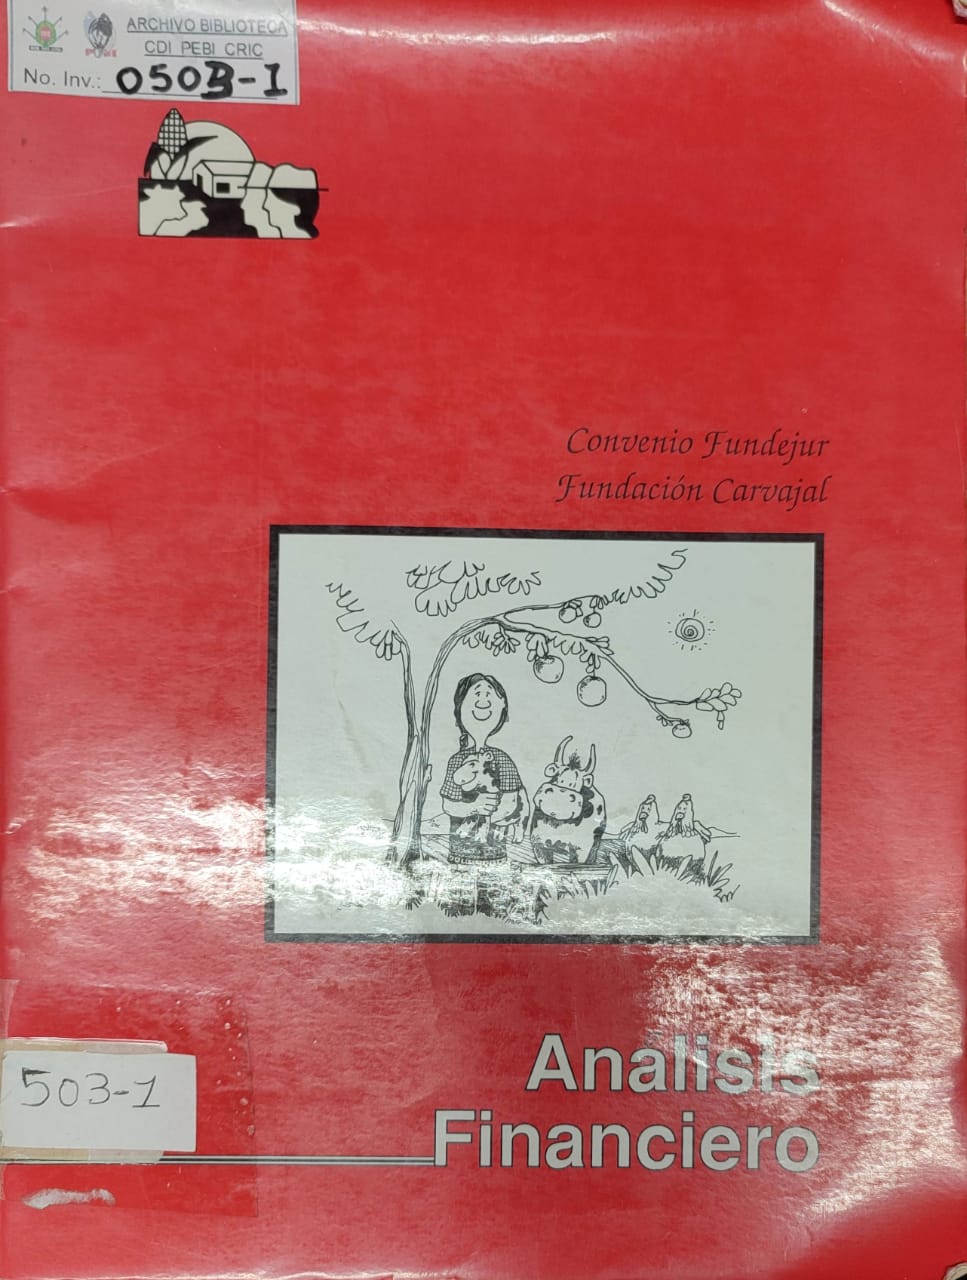 ARCHIVO BIBLIOTECA
CDI PEBI CRIC
No. Inv.: 0503-1
Convenio Fundejur
Fundación Carvajal
Analisis
Financiero
503-1